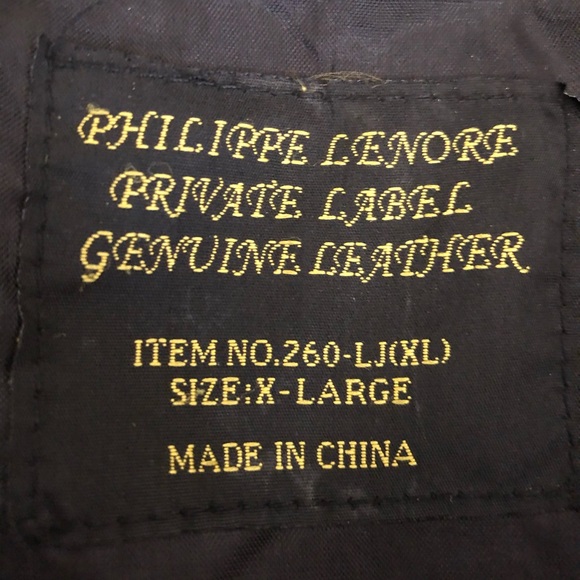 PHILIPPE LENORE
PRIVATE LABEL
GENUINE LEATHER
ITEM NO.260-LJ(XL)
SIZE:X-LARGE
MADE IN CHINA